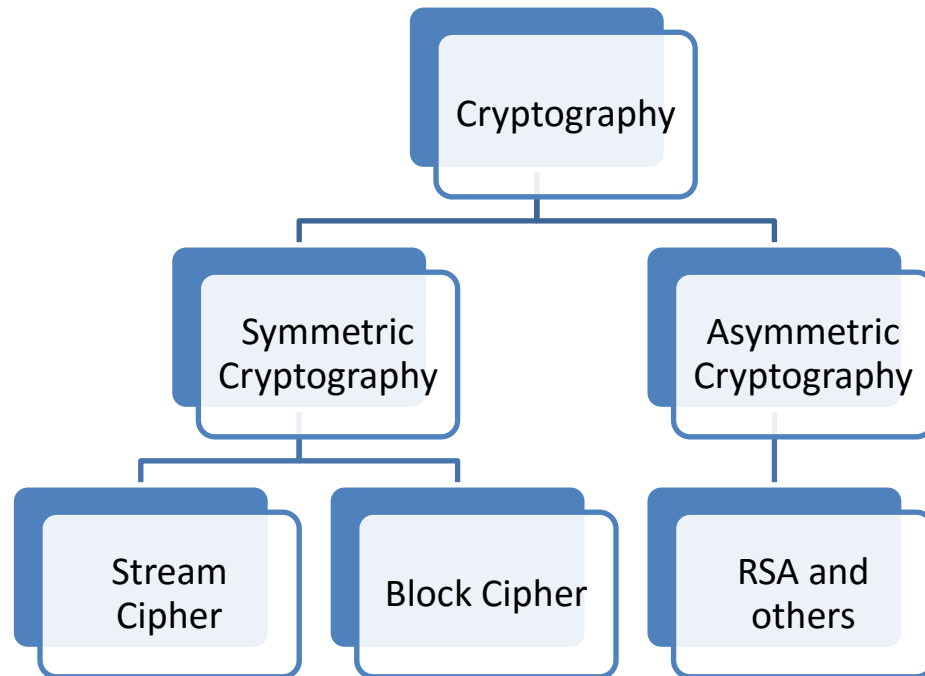 Cryptography
Symmetric
Cryptography
Asymmetric
Cryptography
Stream
Cipher
Block Cipher
RSA and
others